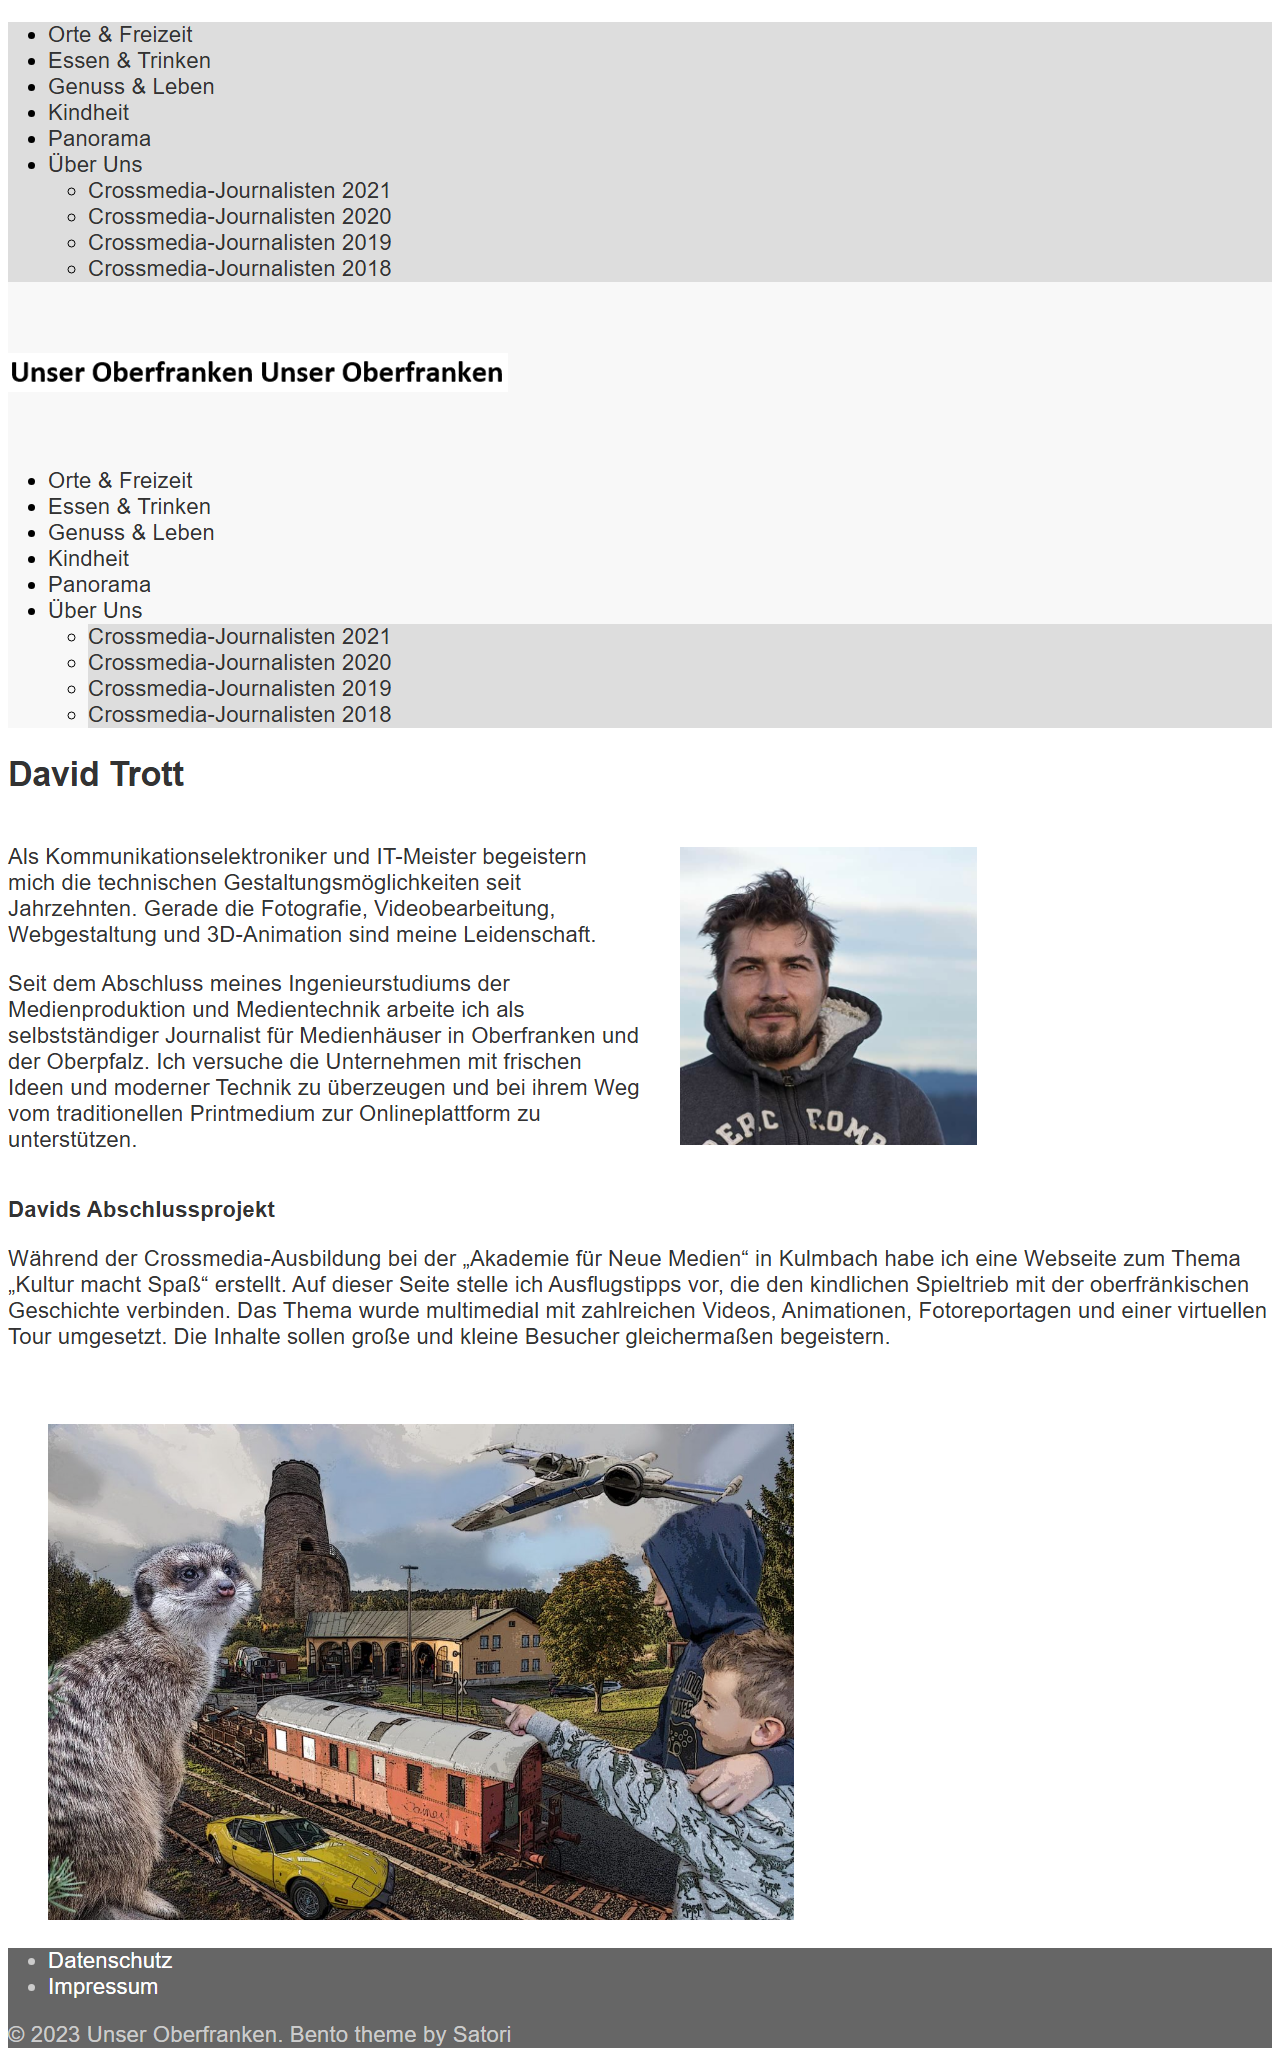 Orte & Freizeit
Essen & Trinken
Genuss & Leben
Kindheit
Panorama
Über Uns
Crossmedia-Journalisten 2021
Crossmedia-Journalisten 2020
Crossmedia-Journalisten 2019
Crossmedia-Journalisten 2018
Unser Oberfranken Unser Oberfranken
Orte & Freizeit
Essen & Trinken
Genuss & Leben
Kindheit
Panorama
Über Uns
Crossmedia-Journalisten 2021
Crossmedia-Journalisten 2020
Crossmedia-Journalisten 2019
Crossmedia-Journalisten 2018
David Trott
Als Kommunikationselektroniker und IT-Meister begeistern
mich die technischen Gestaltungsmöglichkeiten seit
Jahrzehnten. Gerade die Fotografie, Videobearbeitung,
Webgestaltung und 3D-Animation sind meine Leidenschaft.
Seit dem Abschluss meines Ingenieurstudiums der
Medienproduktion und Medientechnik arbeite ich als
selbstständiger Journalist für Medienhäuser in Oberfranken und
der Oberpfalz. Ich versuche die Unternehmen mit frischen
Ideen und moderner Technik zu überzeugen und bei ihrem Weg
vom traditionellen Printmedium zur Onlineplattform zu
unterstützen.
Davids Abschlussprojekt
Während der Crossmedia-Ausbildung bei der „Akademie für Neue Medien“ in Kulmbach habe ich eine Webseite zum Thema
„Kultur macht Spaß“ erstellt. Auf dieser Seite stelle ich Ausflugstipps vor, die den kindlichen Spieltrieb mit der oberfränkischen
Geschichte verbinden. Das Thema wurde multimedial mit zahlreichen Videos, Animationen, Fotoreportagen und einer virtuellen
Tour umgesetzt. Die Inhalte sollen große und kleine Besucher gleichermaßen begeistern.
Datenschutz
Impressum
© 2023 Unser Oberfranken. Bento theme by Satori